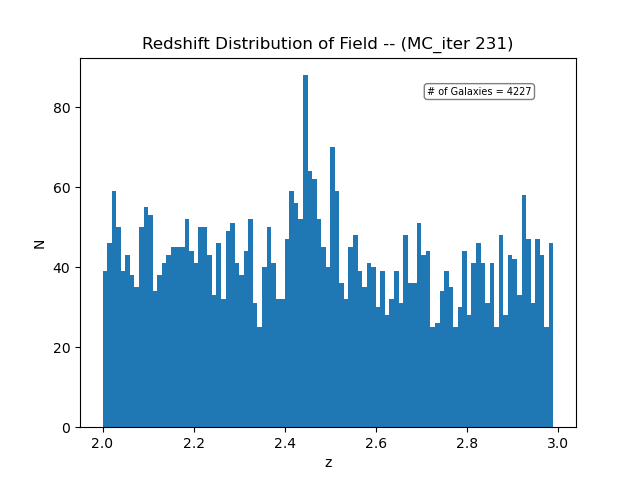 Redshift Distribution of Field -- (MC_iter 231)
# of Galaxies = 4227
80
60
40
20
0
N
2.0 2.2 2.4 2.6 2.8 3.0
z